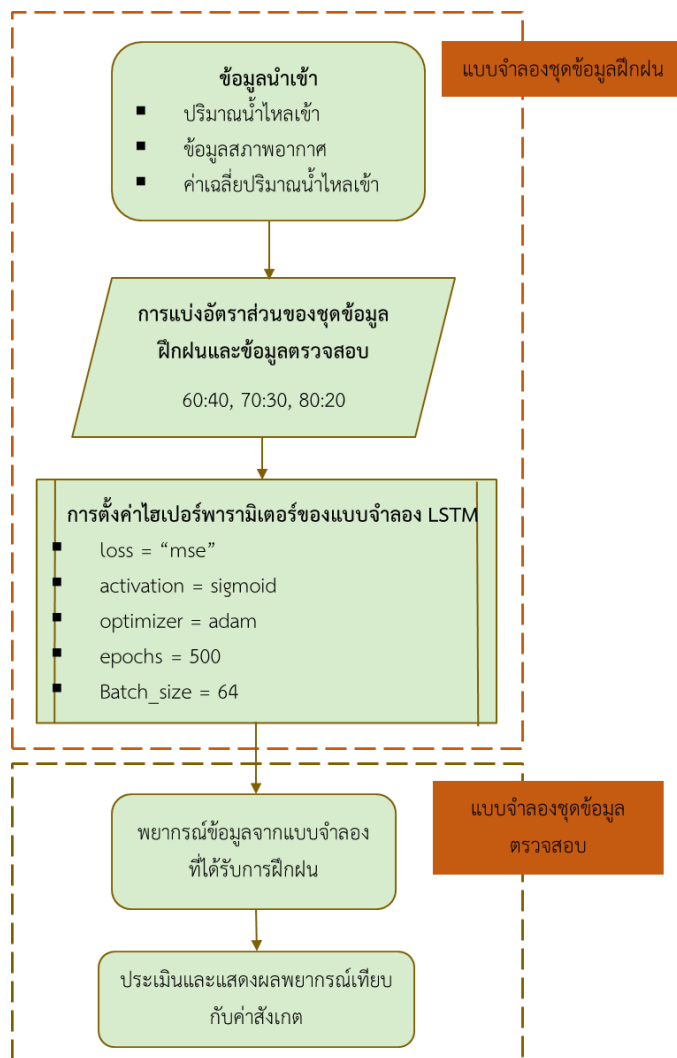 แบบจำลองชุดข้อมูลฝึกฝน
ข้อมูลนำเข้า
▪ ปริมาณน้ำไหลเข้า
▪ ข้อมูลสภาพอากาศ
▪ ค่าเฉลี่ยปริมาณน้ำไหลเข้า
การแบ่งอัตราส่วนของชุดข้อมูล
ฝึกฝนและข้อมูลตรวจสอบ
60:40, 70:30, 80:20
การตั้งค่าไฮเปอร์พารามิเตอร์ของแบบจำลอง LSTM
▪ loss = “mse”
▪ activation = sigmoid
▪ optimizer = adam
▪ epochs = 500
▪ Batch_size = 64
แบบจำลองชุดข้อมูล
ตรวจสอบ
พยากรณ์ข้อมูลจากแบบจำลอง
ที่ได้รับการฝึกฝน
ประเมินและแสดงผลพยากรณ์เทียบ
กับค่าสังเกต